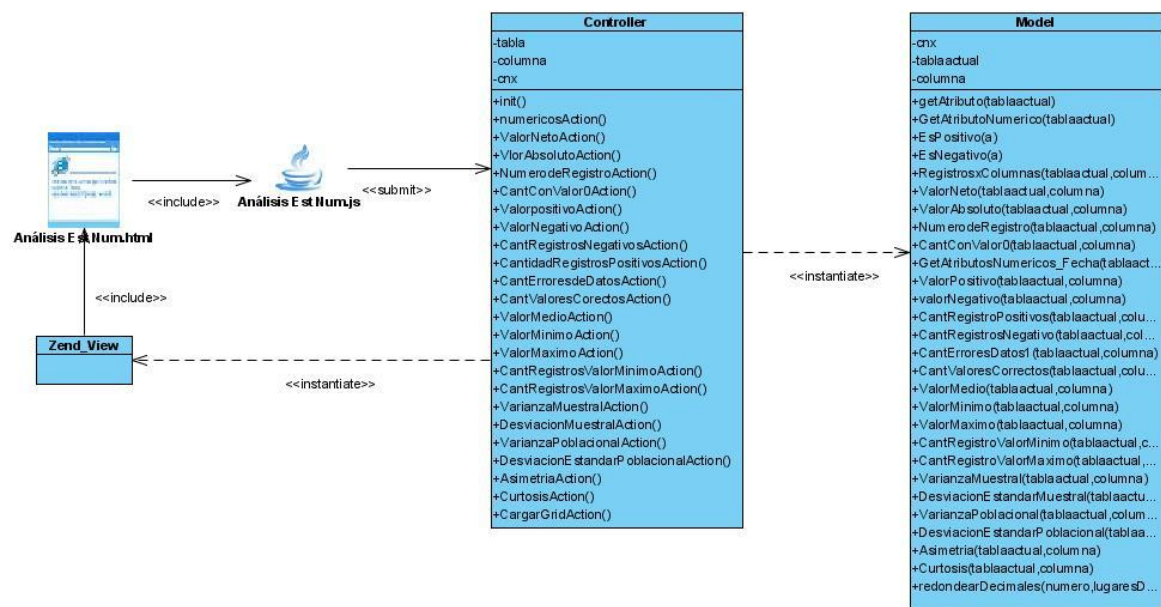 Controller
-tabla
-columna
-cnx
+init()
+numericosAction()
+ValorNetoAction()
+VlorAbsolutoAction()
+NumerodeRegistroAction()
+CantConValor0Action()
+ValorpositivoAction()
+ValorNegativoAction()
+CantRegistrosNegativosAction()
+CantidadRegistrosPositivosAction()
+CantErroresdeDatosAction()
+CantValoresCorectosAction()
+ValorMedioAction()
+ValorMinimoAction()
+ValorMaximoAction()
+CantRegistrosValorMinimoAction()
+CantRegistrosValorMaximoAction()
+VarianzaMuestralAction()
+DesviacionMuestralAction()
+VarianzaPoblacionalAction()
+DesviacionEstandarPoblacionalAction()
+AsimetriaAction()
+CurtosisAction()
+CargarGridAction()
Model
-cnx
-tablaactual
-columna
+getAtributo(tablaactual)
+GetAtributoNumerico(tablaactual)
+EsPositivo(a)
+EsNegativo(a)
+RegistrosxColumnas(tablaactual,colum...
+ValorNeto(tablaactual,columna)
+ValorAbsoluto(tablaactual,columna)
+NumerodeRegistro(tablaactual,columna)
+CantConValor0(tablaactual,columna)
+GetAtributosNumericos_Fecha(tablaact...
+ValorPositivo(tablaactual,columna)
+valorNegativo(tablaactual,columna)
+CantRegistroPositivos(tablaactual,colu...
+CantRegistrosNegativo(tablaactual,col...
+CantErroresDatos1(tablaactual,columna)
+CantValoresCorrectos(tablaactual,colu...
+ValorMedio(tablaactual,columna)
+ValorMinimo(tablaactual,columna)
+ValorMaximo(tablaactual,columna)
+CantRegistroValorMinimo(tablaactual,c...
+CantRegistroValorMaximo(tablaactual,...
+VarianzaMuestral(tablaactual,columna)
+DesviacionEstandarMuestral(tablaactu...
+VarianzaPoblacional(tablaactual,colum...
+DesviacionEstandarPoblacional(tablaa...
+Asimetria(tablaactual,columna)
+Curtosis(tablaactual,columna)
+redondearDecimales(numero,lugaresD...
<<include>>
Análisis EstNum.js
<<submit>>
Análisis EstNum.html
<<include>>
Zend_View
<<instantiate>>
<<instantiate>>